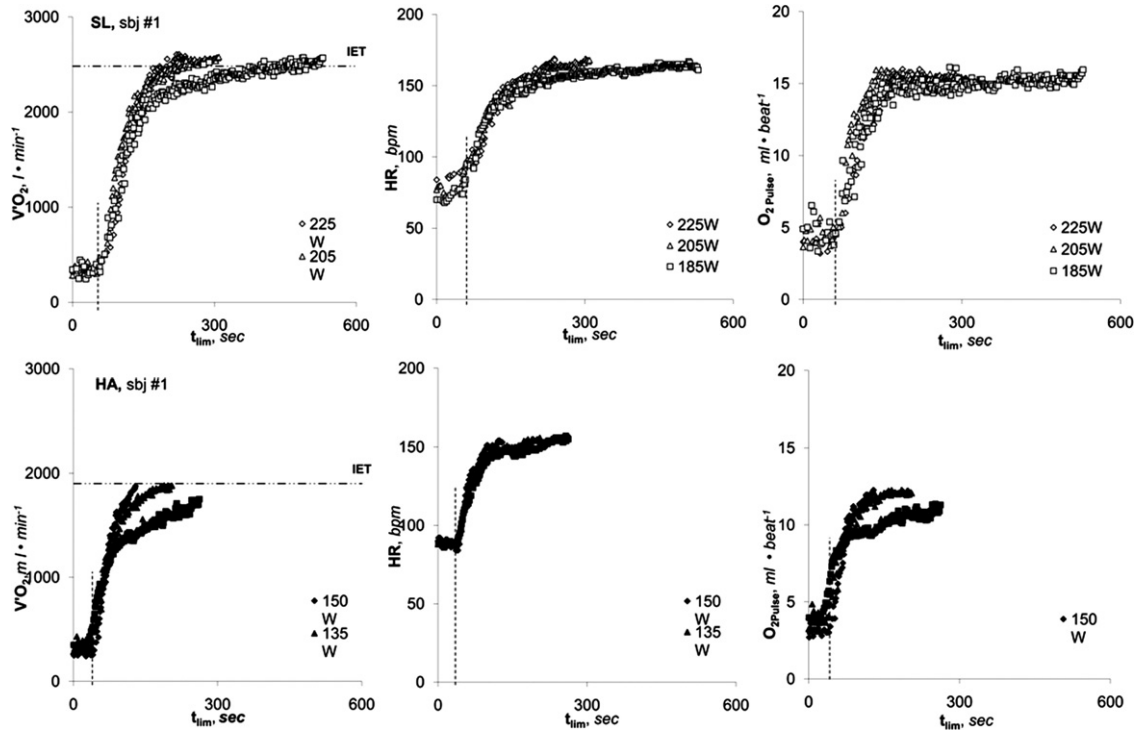 3000
SL, sbj #1
IET
2000
1000
0
V'O₂, l • min⁻¹
225
W
205
W
0
300
600
tlim, sec
200
150
100
50
0
HR, bpm
225W
205W
185W
0
300
600
tlim, sec
20
15
10
5
0
O₂ Pulse, ml • beat⁻¹
225W
205W
185W
0
300
600
tlim, sec
3000
HA, sbj #1
IET
2000
1000
0
V'O₂, m l • min⁻¹
150
W
135
W
0
300
600
tlim, sec
200
150
100
50
0
HR, bpm
150
W
135
W
0
300
600
tlim, sec
20
15
10
5
0
O₂Pulse, ml • beat⁻¹
150
W
0
300
600
tlim, sec